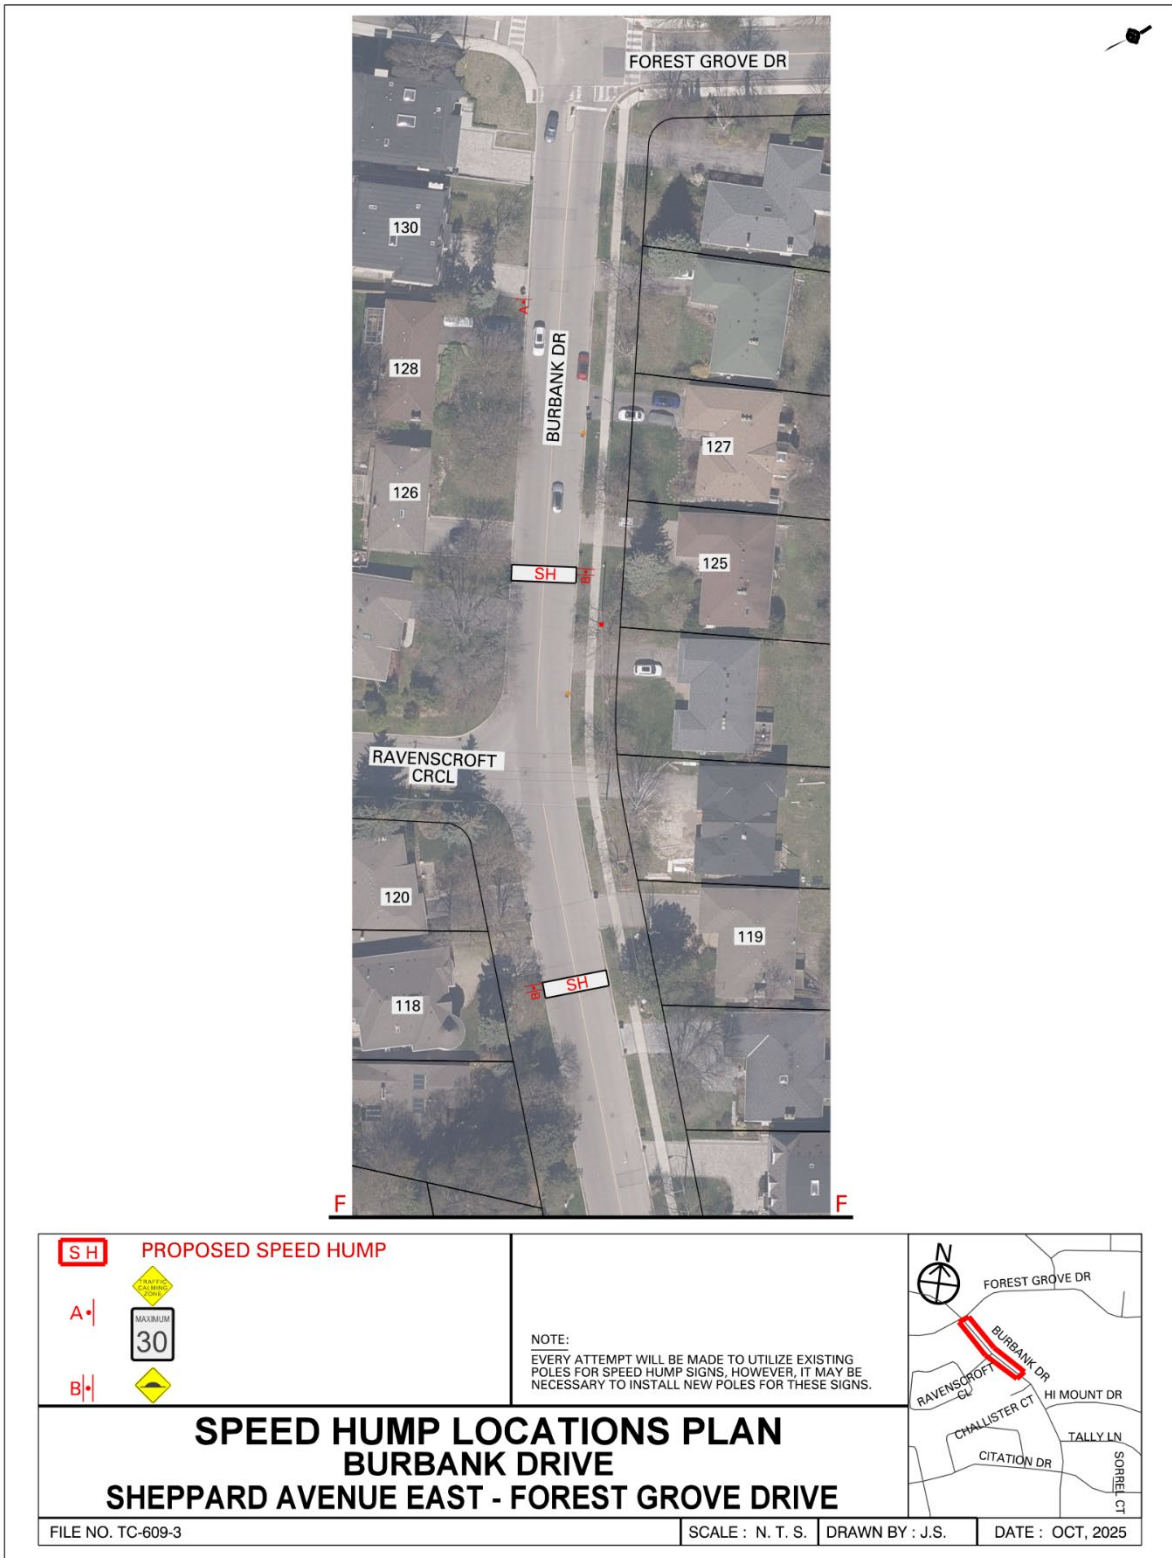 FOREST GROVE DR
130
A
128
BURBANK DR
127
126
125
SH
B
RAVENSCROFT
CRCL
120
119
B
SH
118
F
F
SH
PROPOSED SPEED HUMP
TRAFFIC
CALMING
ZONE
A
MAXIMUM
30
B
NOTE:
EVERY ATTEMPT WILL BE MADE TO UTILIZE EXISTING
POLES FOR SPEED HUMP SIGNS, HOWEVER, IT MAY BE
NECESSARY TO INSTALL NEW POLES FOR THESE SIGNS.
N
FOREST GROVE DR
BURBANK DR
RAVENSCROFT
CL
HI MOUNT DR
CHALLISTER CT
TALLY LN
CITATION DR
SORREL CT
SPEED HUMP LOCATIONS PLAN
BURBANK DRIVE
SHEPPARD AVENUE EAST - FOREST GROVE DRIVE
FILE NO. TC-609-3
SCALE : N. T. S.
DRAWN BY : J.S.
DATE : OCT, 2025